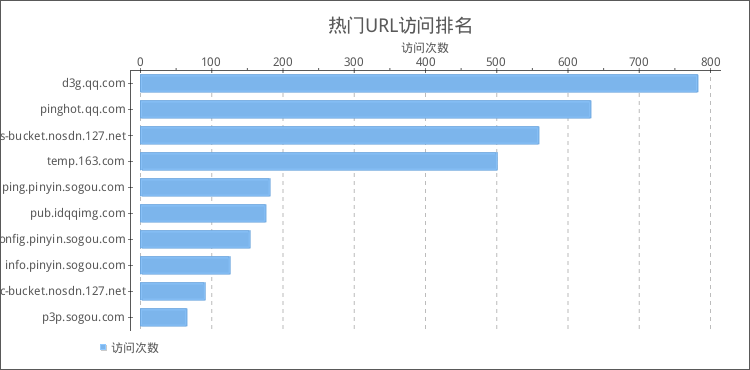 热门URL访问排名
访问次数
0 100 200 300 400 500 600 700 800
d3g.qq.com
pinghot.qq.com
s-bucket.nosdn.127.net
temp.163.com
ping.pinyin.sogou.com
pub.idqqimg.com
onfig.pinyin.sogou.com
info.pinyin.sogou.com
c-bucket.nosdn.127.net
p3p.sogou.com
访问次数